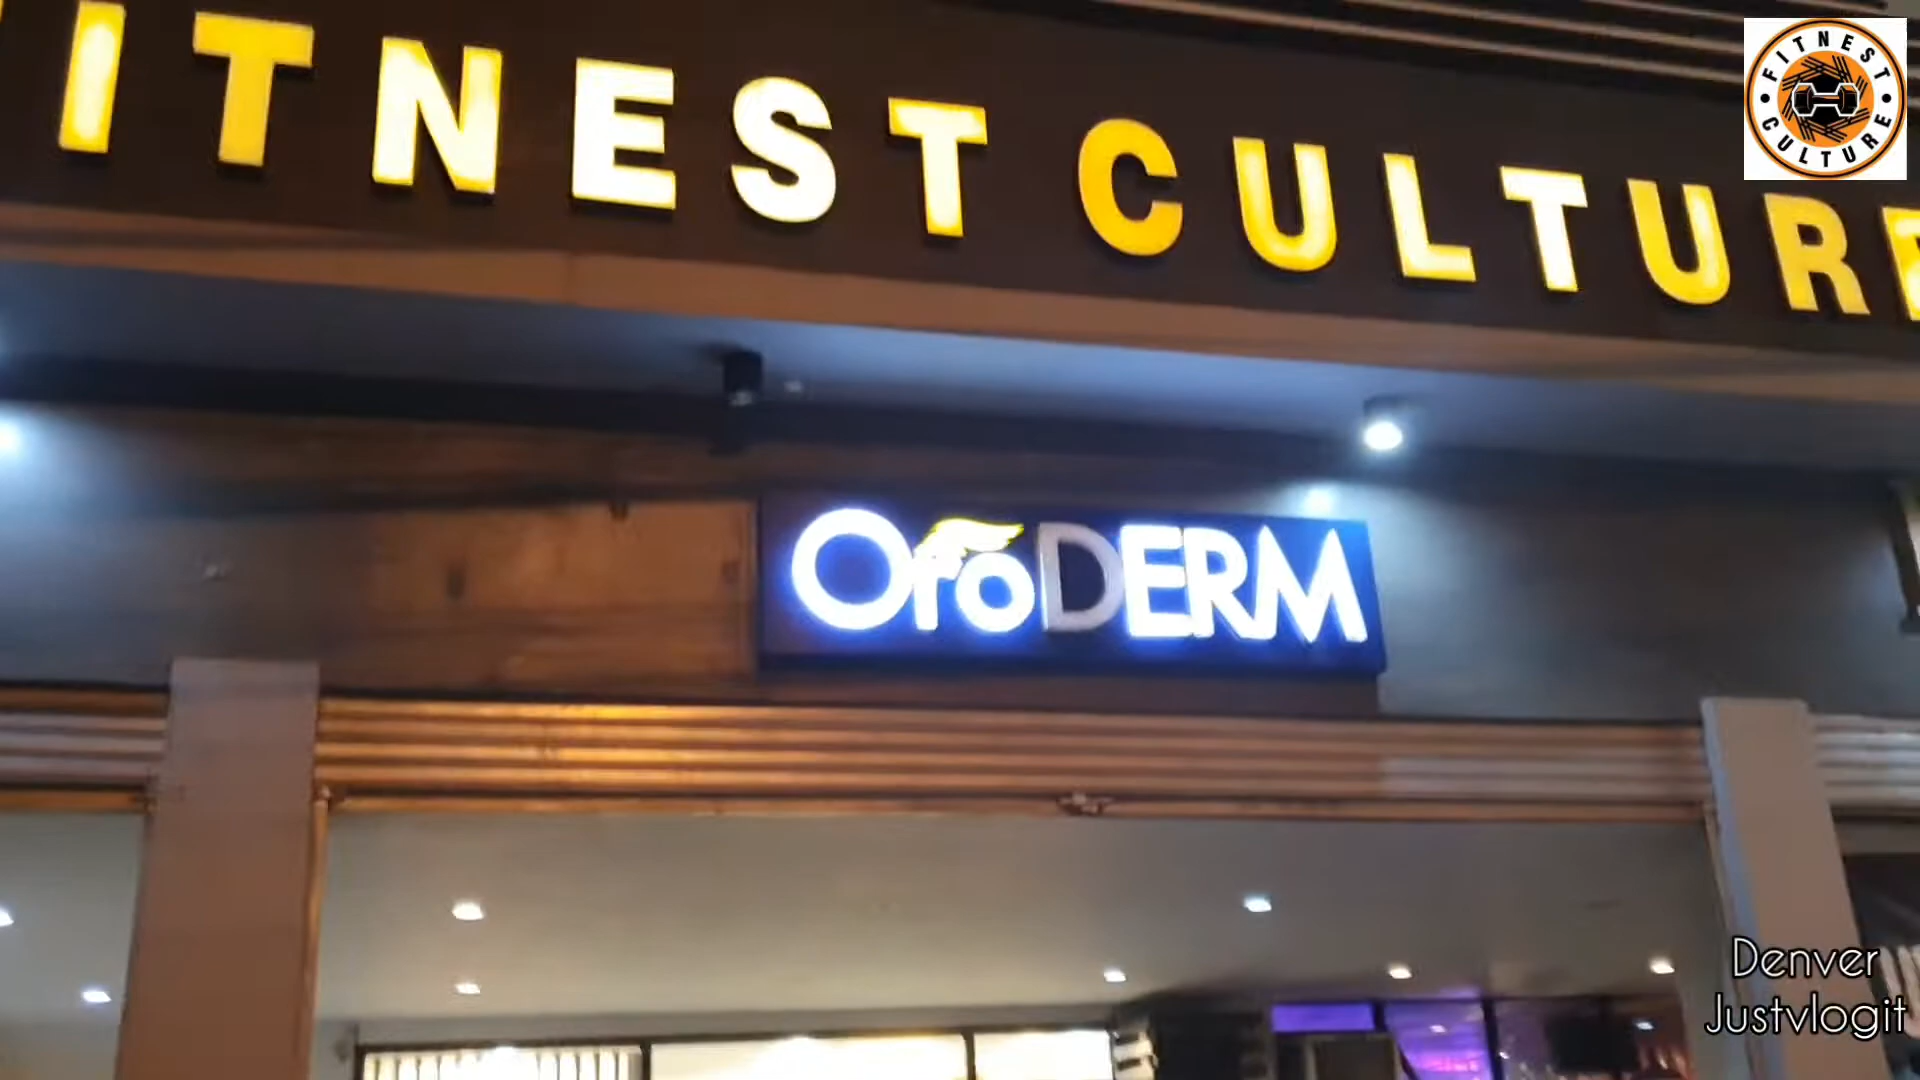 FITNEST CULTURE
ITNEST CULTURE
OroDERM
Denver
Justvlogit